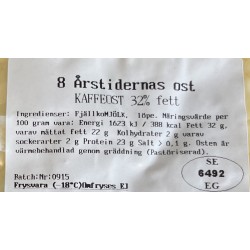 8 Årstidernas ost
KAFFEOST 32% fett
Ingredienser: FjällkoMJÖLK, löpe. Näringsvärde per
100 gram vara: Energi 1623 kJ / 388 kcal Fett 32 g,
varav mättat fett 22 g Kolhydrater 2 g varav
sockerarter 2 g Protein 23 g Salt > 0,1 g. Osten är
värmebehandlad genom gräddning (Pastöriserad).
SE
6492
EG
Batch:Nr:0915
Frysvara (-18°C)Omfryses EJ